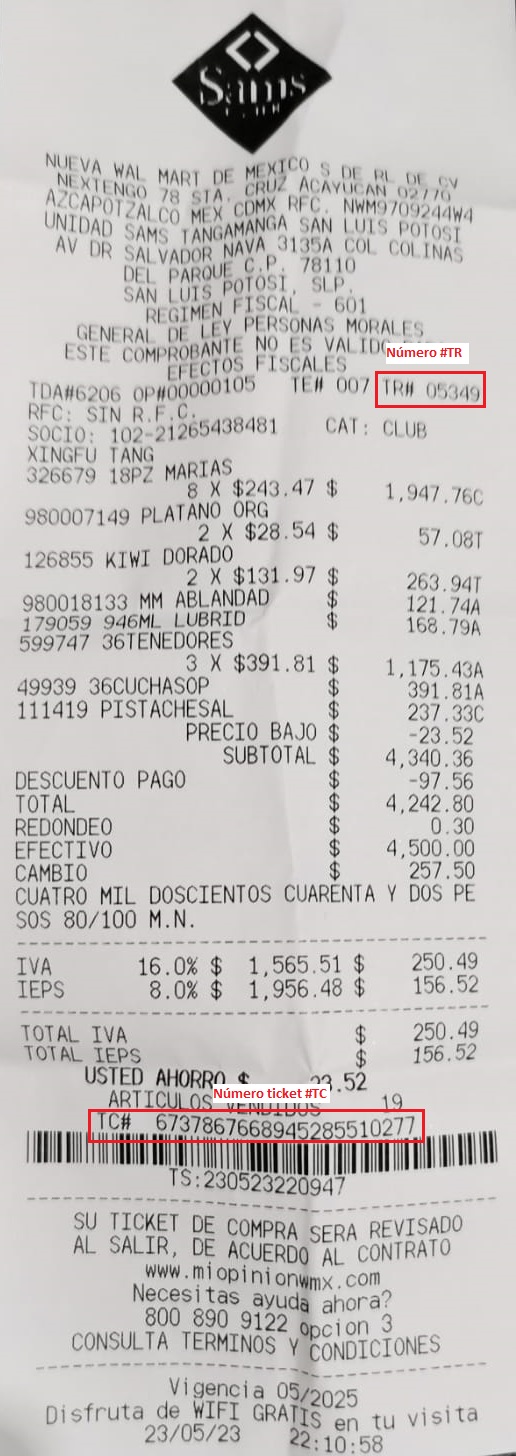 Sams
CLUB
NUEVA WAL MART DE MEXICO S DE RL DE CV
NEXTENGO 78 STA. CRUZ ACAYUCAN 02770
AZCAPOTZALCO MEX CDMX RFC. NWM9709244W4
UNIDAD SAMS TANGAMANGA SAN LUIS POTOSI
AV DR SALVADOR NAVA 3135A COL COLINAS
DEL PARQUE C.P. 78110
SAN LUIS POTOSI, SLP.
REGIMEN FISCAL - 601
GENERAL DE LEY PERSONAS MORALES
ESTE COMPROBANTE NO ES VALIDO
Número #TR
EFECTOS FISCALES
TDA#6206 OP#00000105 TE# 007 TR# 05349
RFC: SIN R.F.C.
SOCIO: 102-21265438481 CAT: CLUB
XINGFU TANG
326679 18PZ MARIAS
8 X $243.47 $ 1,947.76C
980007149 PLATANO ORG
2 X $28.54 $ 57.08T
126855 KIWI DORADO
2 X $131.97 $ 263.94T
980018133 MM ABLANDAD $ 121.74A
179059 946ML LUBRID $ 168.79A
599747 36TENEDORES
3 X $391.81 $ 1,175.43A
49939 36CUCHASOP $ 391.81A
111419 PISTACHESAL $ 237.33C
PRECIO BAJO $ -23.52
SUBTOTAL $ 4,340.36
DESCUENTO PAGO $ -97.56
TOTAL $ 4,242.80
REDONDEO $ 0.30
EFECTIVO $ 4,500.00
CAMBIO $ 257.50
CUATRO MIL DOSCIENTOS CUARENTA Y DOS PE
SOS 80/100 M.N.
IVA 16.0% $ 1,565.51 $ 250.49
IEPS 8.0% $ 1,956.48 $ 156.52
TOTAL IVA $ 250.49
TOTAL IEPS $ 156.52
USTED AHORRO $ 23.52
Número ticket #TC
ARTICULOS VENDIDOS 19
TC# 6737867668945285510277
TS:230523220947
SU TICKET DE COMPRA SERA REVISADO
AL SALIR, DE ACUERDO AL CONTRATO
www.miopinionwmx.com
Necesitas ayuda ahora?
800 890 9122 opcion 3
CONSULTA TERMINOS Y CONDICIONES
Vigencia 05/2025
Disfruta de WIFI GRATIS en tu visita
23/05/23 22:10:58